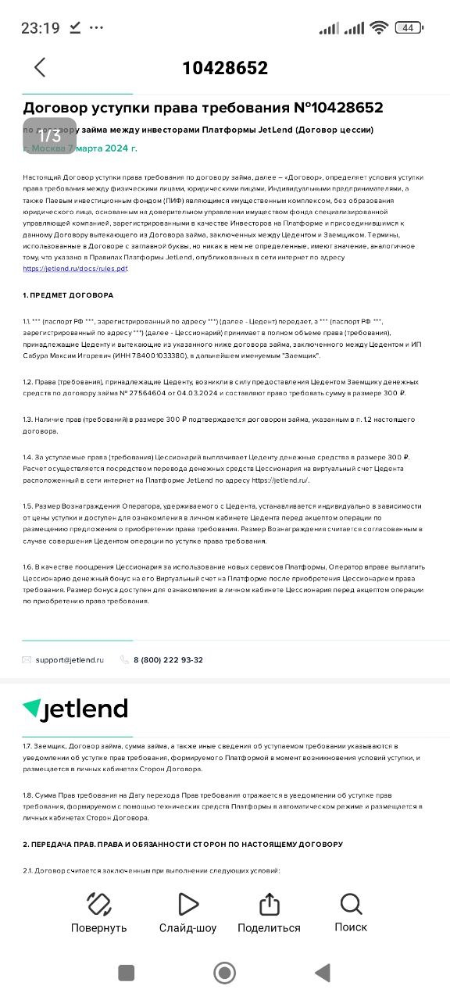 23:19
44
10428652
Договор уступки права требования №10428652
по договору займа между инвесторами Платформы JetLend (Договор цессии)
1/3
г. Москва 7 марта 2024 г.
Настоящий Договор уступки права требования по договору займа, далее – «Договор», определяет условия уступки
права требования между физическими лицами, юридическими лицами, Индивидуальными предпринимателями, а
также Паевым инвестиционным фондом (ПИФ) являющимся имущественным комплексом, без образования
юридического лица, основанным на доверительном управлении имуществом фонда специализированной
управляющей компанией, зарегистрированными в качестве Инвесторов на Платформе и присоединившимся к
данному Договору вытекающего из Договора займа, заключенных между Цедентом и Заемщиком. Термины,
использованные в Договоре с заглавной буквы, но никак в нем не определенные, имеют значение, аналогичное
тому, что указано в Правилах Платформы JetLend, опубликованных в сети интернет по адресу
https://jetlend.ru/docs/rules.pdf.
1. ПРЕДМЕТ ДОГОВОРА
1.1. *** (паспорт РФ ***, зарегистрированный по адресу ***) (далее - Цедент) передает, а *** (паспорт РФ ***,
зарегистрированный по адресу ***) (далее - Цессионарий) принимает в полном объеме права (требования),
принадлежащие Цеденту и вытекающие из указанного ниже договора займа, заключенного между Цедентом и ИП
Сабура Максим Игоревич (ИНН 784001033380), в дальнейшем именуемым "Заемщик".
1.2. Права (требования), принадлежащие Цеденту, возникли в силу предоставления Цедентом Заемщику денежных
средств по договору займа № 27564604 от 04.03.2024 и составляют право требовать сумму в размере 300 ₽.
1.3. Наличие прав (требований) в размере 300 ₽ подтверждается договором займа, указанным в п. 1.2 настоящего
договора.
1.4. За уступаемые права (требования) Цессионарий выплачивает Цеденту денежные средства в размере 300 ₽.
Расчет осуществляется посредством перевода денежных средств Цессионария на виртуальный счет Цедента
расположенный в сети интернет на Платформе JetLend по адресу https://jetlend.ru/.
1.5. Размер Вознаграждения Оператора, удерживаемого с Цедента, устанавливается индивидуально в зависимости
от цены уступки и доступен для ознакомления в личном кабинете Цедента перед акцептом операции по
размещению предложения о приобретении права требования. Размер Вознаграждения считается согласованным в
случае совершения Цедентом операции по уступке права требования.
1.6. В качестве поощрения Цессионария за использование новых сервисов Платформы, Оператор вправе выплатить
Цессионарию денежный бонус на его Виртуальный счет на Платформе после приобретения Цессионарием права
требования. Размер бонуса доступен для ознакомления в личном кабинете Цессионария перед акцептом операции
по приобретению права требования.
support@jetlend.ru 8 (800) 222 93-32
jetlend
1.7. Заемщик, Договор займа, сумма займа, а также иные сведения об уступаемом требовании указываются в
уведомлении об уступке прав требования, формируемого Платформой в момент возникновения условий уступки, и
размещается в личных кабинетах Сторон Договора.
1.8. Сумма Прав требования на Дату перехода Прав требования отражается в уведомлении об уступке прав
требования, формируемом с помощью технических средств Платформы в автоматическом режиме и размещается в
личных кабинетах Сторон Договора.
2. ПЕРЕДАЧА ПРАВ. ПРАВА И ОБЯЗАННОСТИ СТОРОН ПО НАСТОЯЩЕМУ ДОГОВОРУ
2.1. Договор считается заключенным при выполнении следующих условий:
Повернуть Слайд-шоу Поделиться Поиск